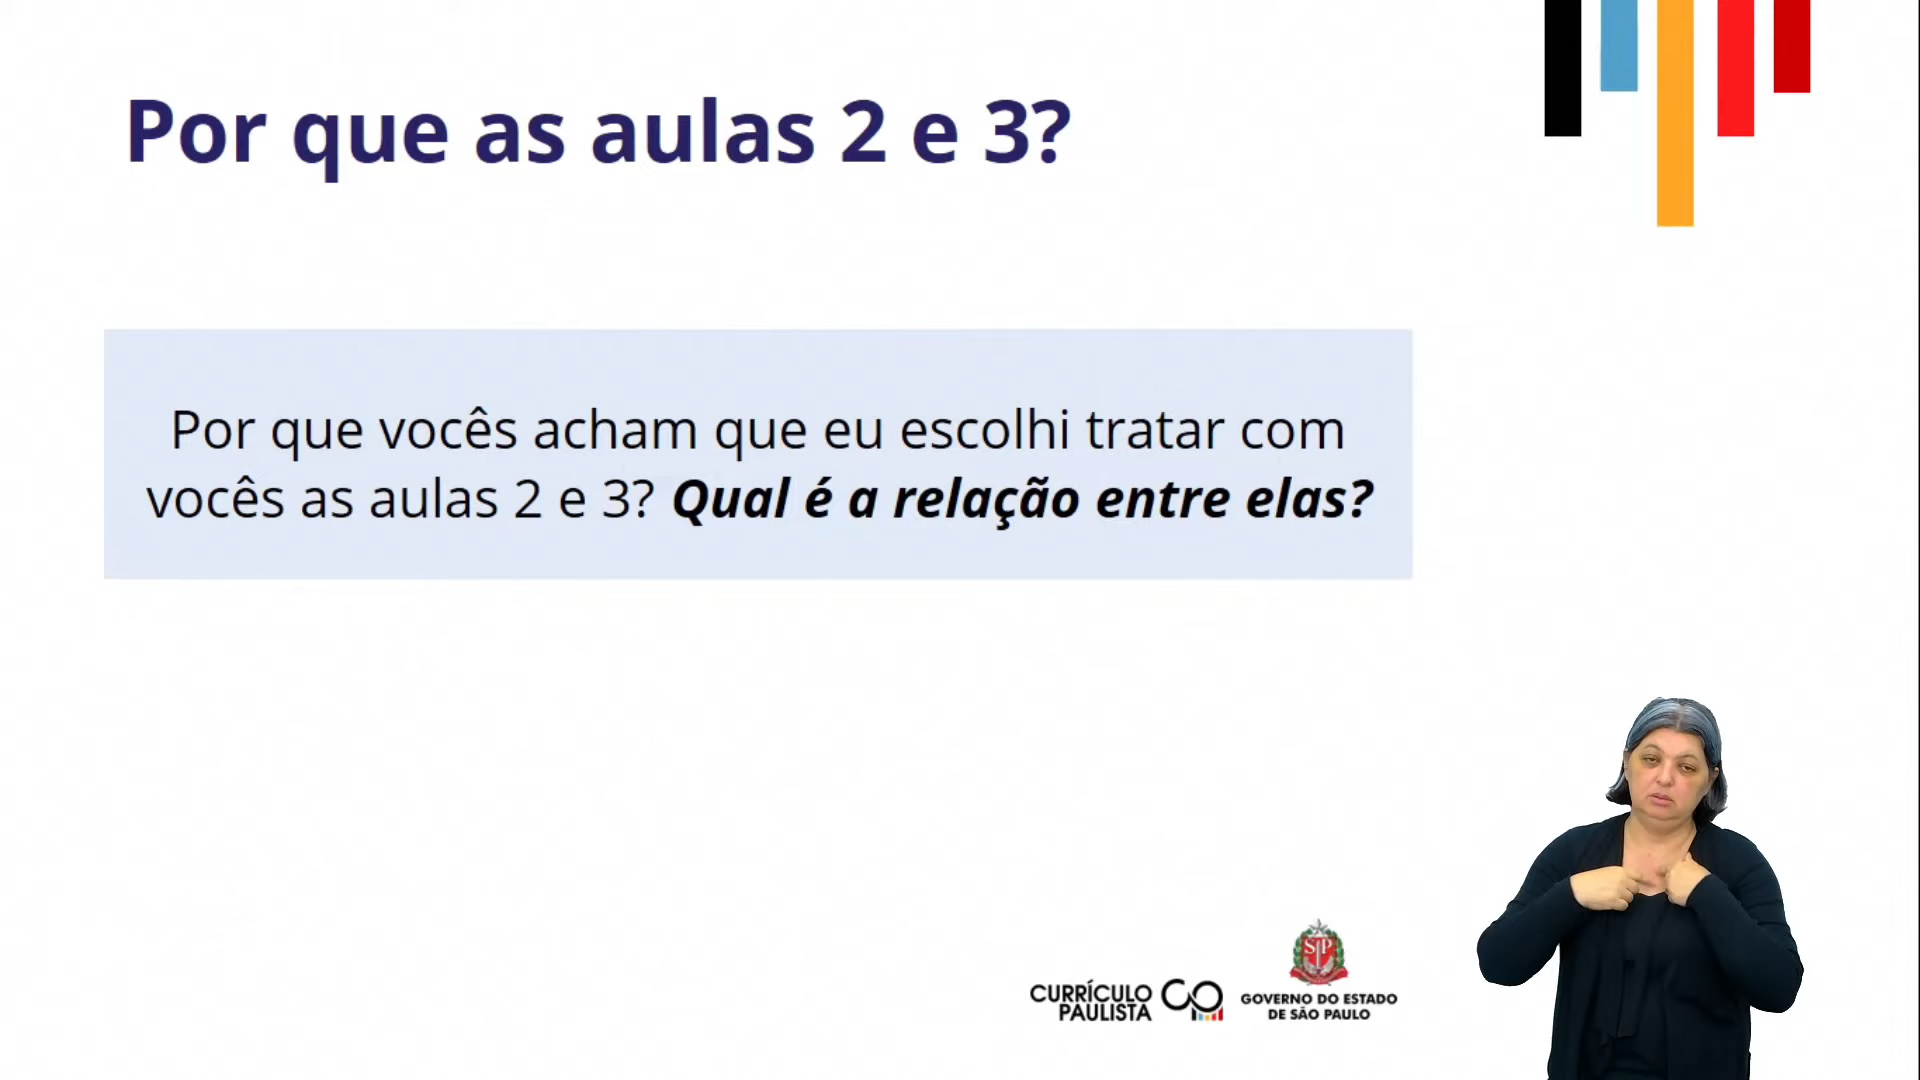 Por que as aulas 2 e 3?
Por que vocês acham que eu escolhi tratar com
vocês as aulas 2 e 3? Qual é a relação entre elas?
SP
CURRÍCULO
PAULISTA
GOVERNO DO ESTADO
DE SÃO PAULO